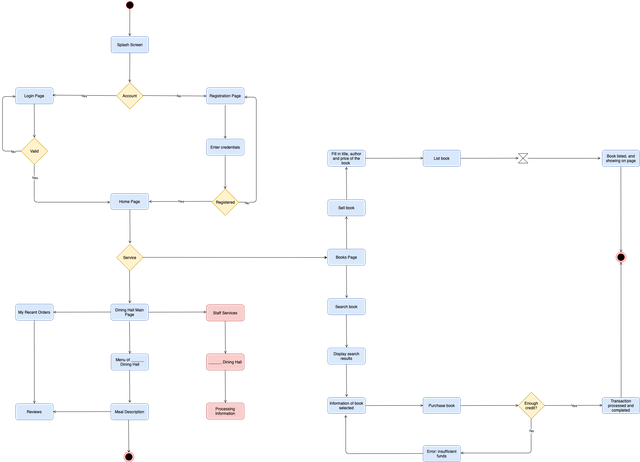 Splash Screen
Login Page
Yes
Account
No
Registration Page
Enter credentials
Valid
No
Yes
Home Page
Yes
Registered
No
Service
Fill in title, author
and price of the
book
List book
Book listed, and
showing on page
Sell book
Books Page
Search book
Display search
results
Information of book
selected
Purchase book
Enough
credit?
Yes
Transaction
processed and
completed
No
Error: insufficient
funds
My Recent Orders
Dining Hall Main
Page
Staff Services
Menu of ______
Dining Hall
______ Dining Hall
Reviews
Meal Description
Processing
Information